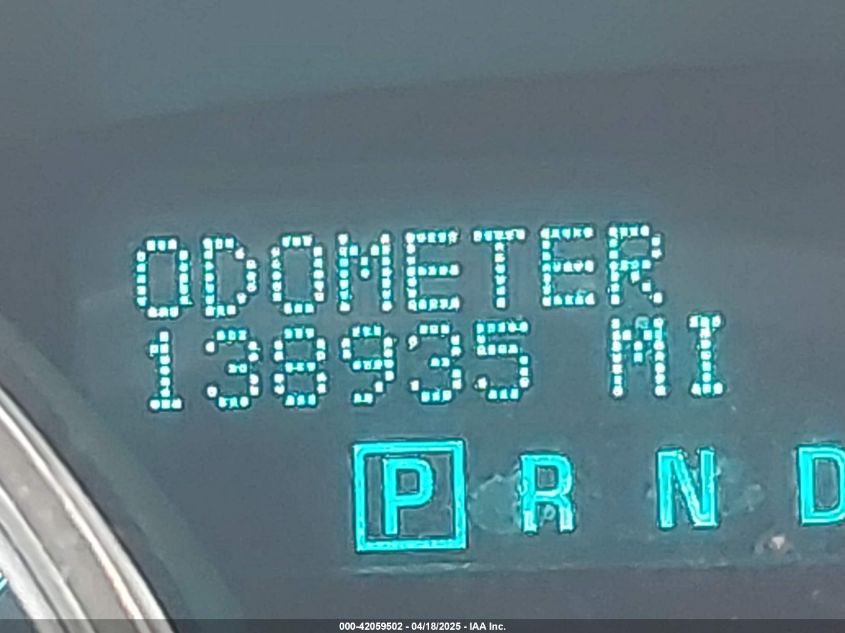 ODOMETER
138935 MI
P R N D
000-42059502 - 04/18/2025 - IAA Inc.